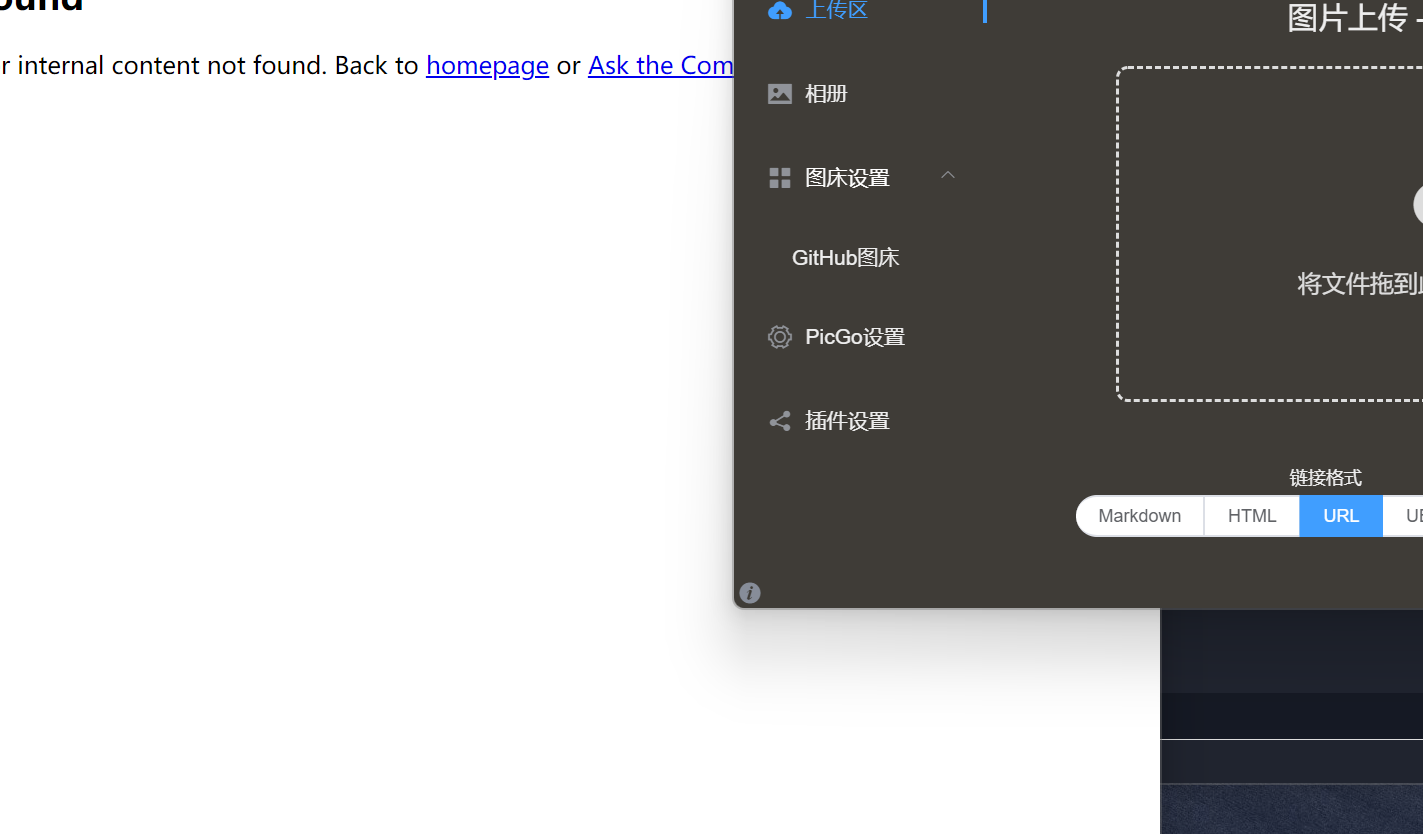 r internal content not found. Back to homepage or Ask the Com
上传区
相册
图床设置
GitHub图床
PicGo设置
插件设置
图片上传 -
将文件拖到
链接格式
Markdown HTML URL